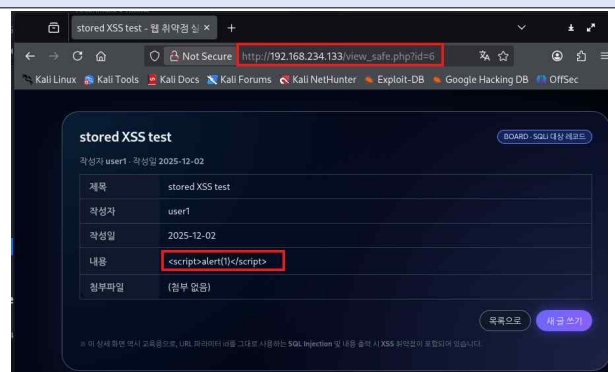 stored XSS test - 웹 취약점 실 × +
Not Secure http://192.168.234.133/view_safe.php?id=6
Kali Linux Kali Tools Kali Docs Kali Forums Kali NetHunter Exploit-DB Google Hacking DB OffSec
stored XSS test
BOARD · SQLi 대상 레코드
작성자 user1 · 작성일 2025-12-02
제목 stored XSS test
작성자 user1
작성일 2025-12-02
내용 <script>alert(1)</script>
첨부파일 (첨부 없음)
목록으로 새 글 쓰기
※ 이 상세 화면 역시 교육용으로, URL 파라미터 id를 그대로 사용하는 SQL Injection 및 내용 출력 시 XSS 취약점이 포함되어 있습니다.